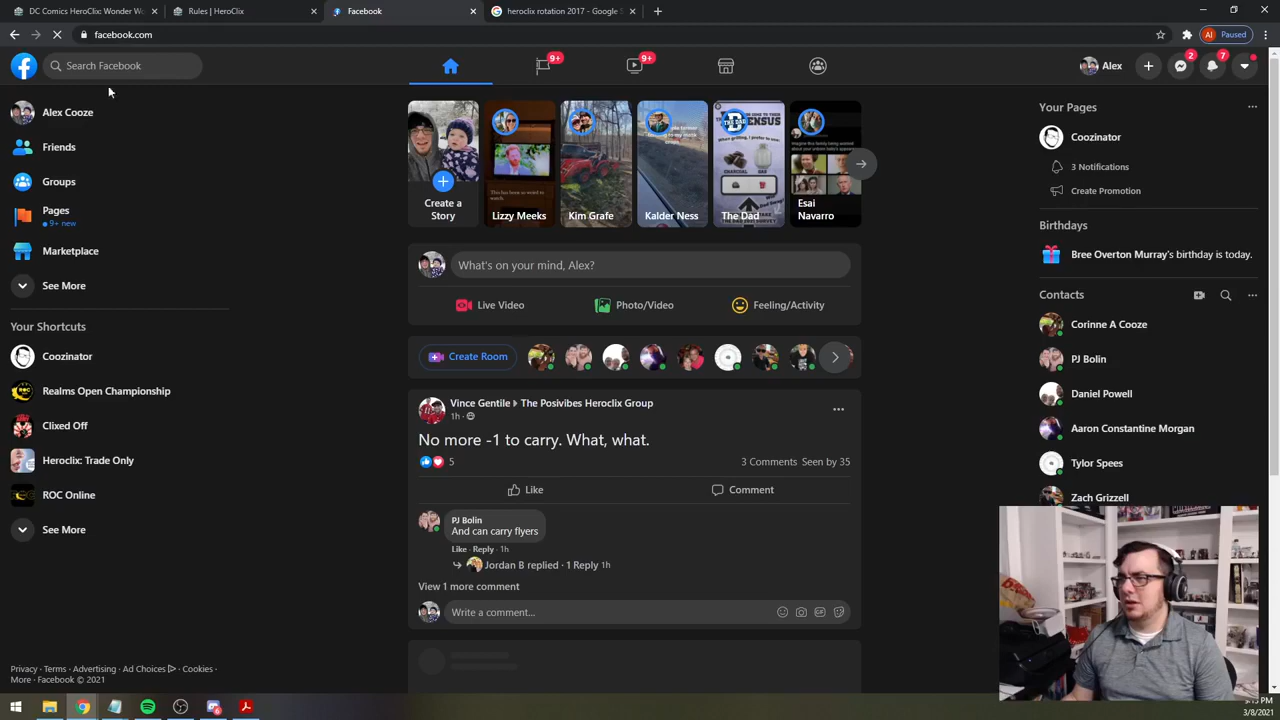 DC Comics HeroClix: Wonder Wo
Rules | HeroClix
Facebook
heroclix rotation 2017 - Google S
facebook.com
Paused
Search Facebook
9+
9+
Alex
2
7
Alex Cooze
Friends
Groups
Pages
9+ new
Marketplace
See More
Your Shortcuts
Coozinator
Realms Open Championship
Clixed Off
Heroclix: Trade Only
ROC Online
See More
Privacy · Terms · Advertising · Ad Choices · Cookies ·
More · Facebook © 2021
Create a
Story
Lizzy Meeks
Kim Grafe
Kalder Ness
The Dad
Esai
Navarro
What's on your mind, Alex?
Live Video
Photo/Video
Feeling/Activity
Create Room
Vince Gentile
The Posivibes Heroclix Group
1h
No more -1 to carry. What, what.
5
3 Comments
Seen by 35
Like
Comment
PJ Bolin
And can carry flyers
Like · Reply · 1h
Jordan B replied · 1 Reply 1h
View 1 more comment
Write a comment...
Your Pages
Coozinator
3 Notifications
Create Promotion
Birthdays
Bree Overton Murray's birthday is today.
Contacts
Corinne A Cooze
PJ Bolin
Daniel Powell
Aaron Constantine Morgan
Tylor Spees
Zach Grizzell
3/8/2021